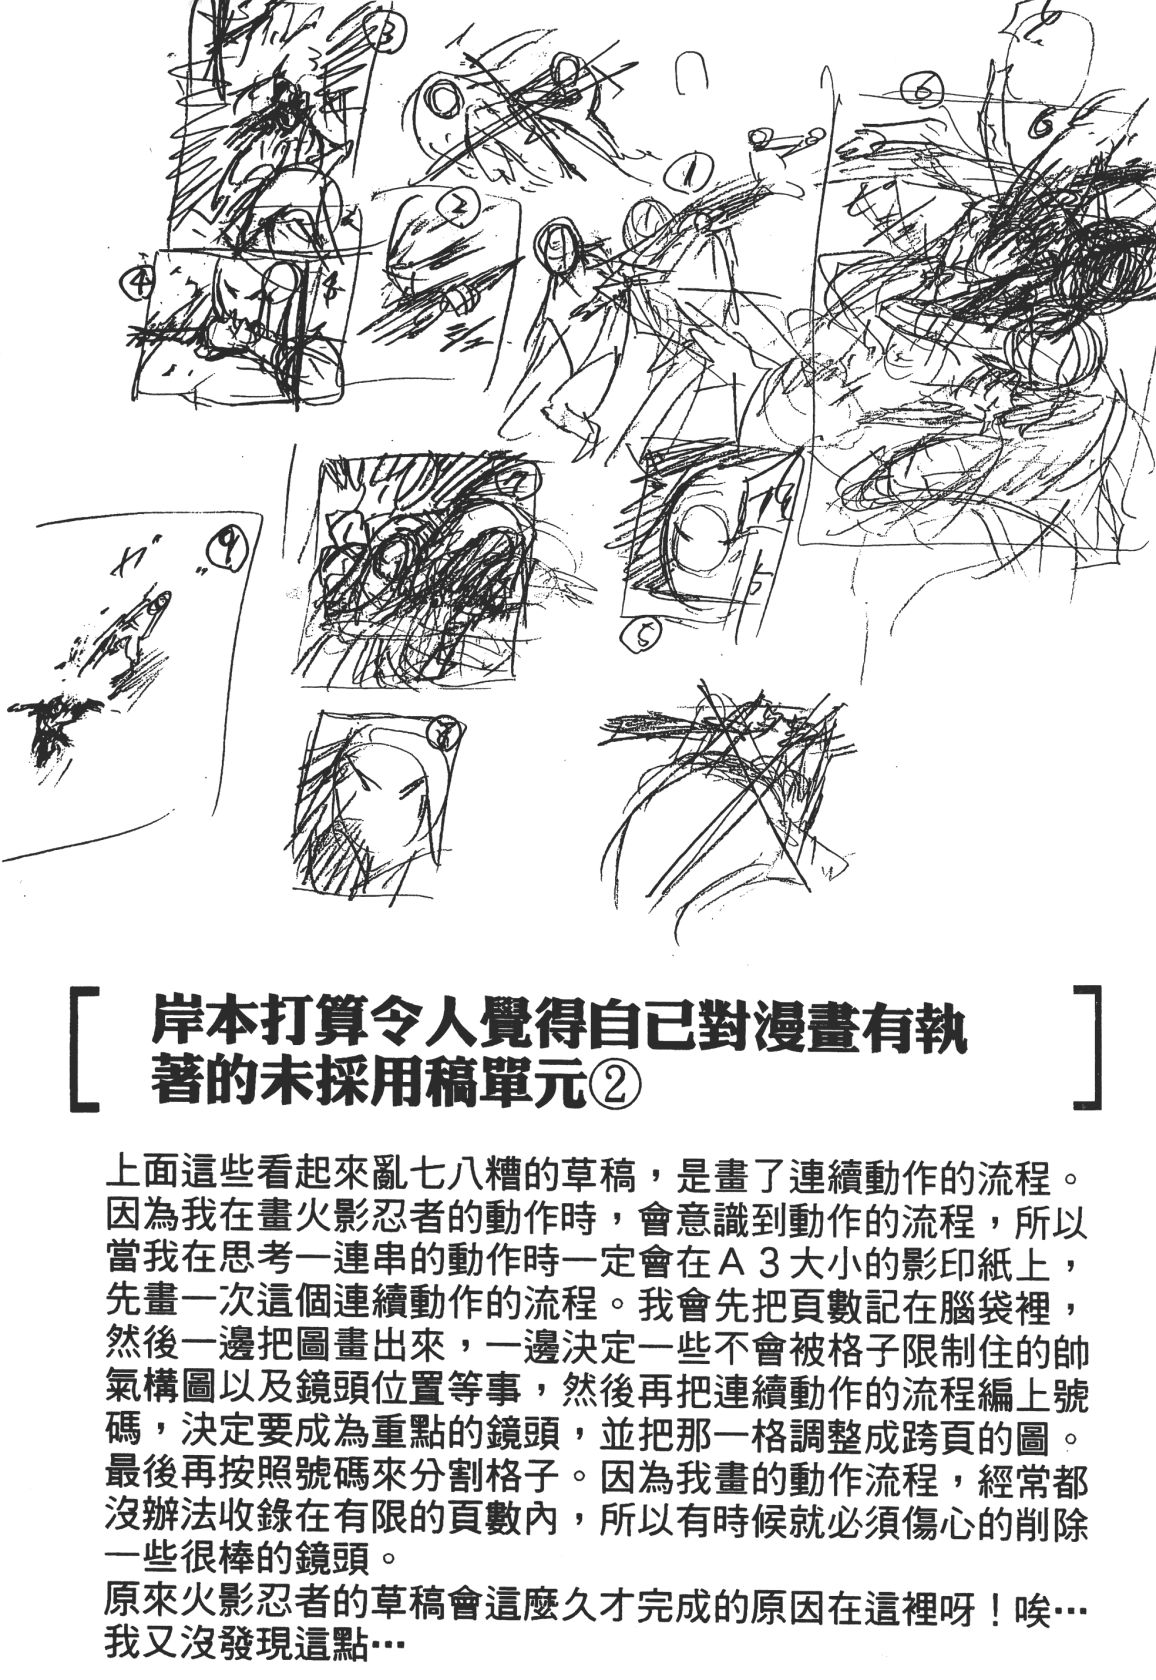 ③
⑥
6
①
②
1
④
⑦
⑨
ガ
⑤
⑧
岸本打算令人覺得自己對漫畫有執
著的未採用稿單元②
上面這些看起來亂七八糟的草稿，是畫了連續動作的流程。
因為我在畫火影忍者的動作時，會意識到動作的流程，所以
當我在思考一連串的動作時一定會在A3大小的影印紙上，
先畫一次這個連續動作的流程。我會先把頁數記在腦袋裡，
然後一邊把圖畫出來，一邊決定一些不會被格子限制住的帥
氣構圖以及鏡頭位置等事，然後再把連續動作的流程編上號
碼，決定要成為重點的鏡頭，並把那一格調整成跨頁的圖。
最後再按照號碼來分割格子。因為我畫的動作流程，經常都
沒辦法收錄在有限的頁數內，所以有時候就必須傷心的削除
一些很棒的鏡頭。
原來火影忍者的草稿會這麼久才完成的原因在這裡呀！唉…
我又沒發現這點…